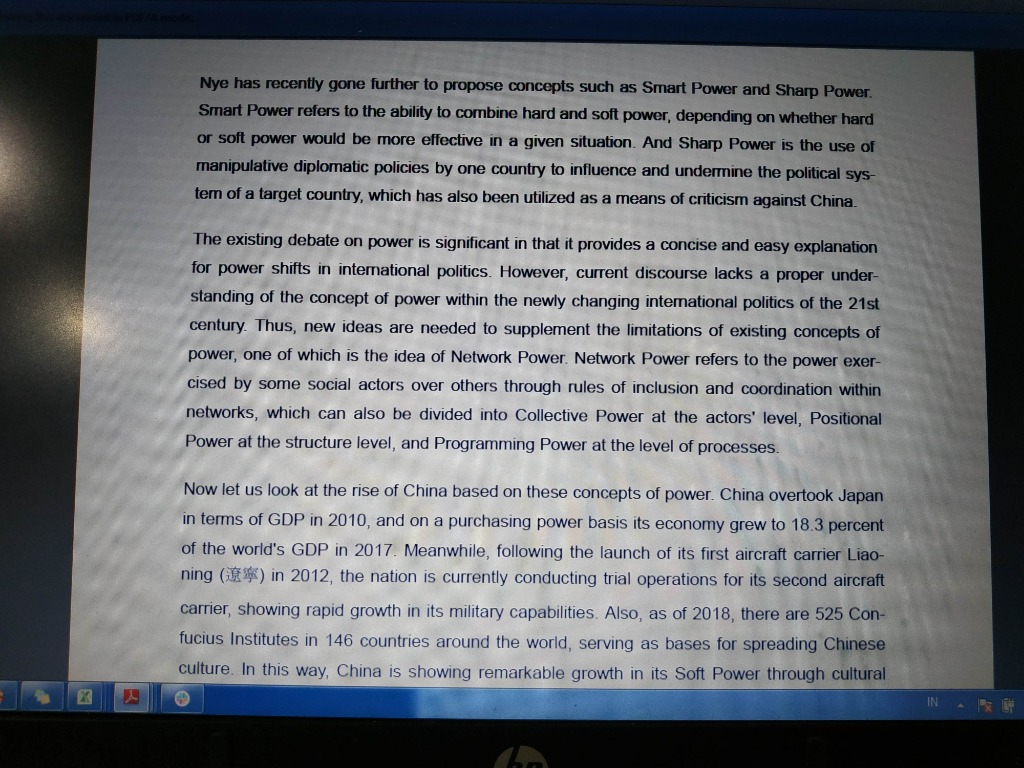 Nye has recently gone further to propose concepts such as Smart Power and Sharp Power.
Smart Power refers to the ability to combine hard and soft power, depending on whether hard
or soft power would be more effective in a given situation. And Sharp Power is the use of
manipulative diplomatic policies by one country to influence and undermine the political sys-
tem of a target country, which has also been utilized as a means of criticism against China.
The existing debate on power is significant in that it provides a concise and easy explanation
for power shifts in international politics. However, current discourse lacks a proper under-
standing of the concept of power within the newly changing international politics of the 21st
century. Thus, new ideas are needed to supplement the limitations of existing concepts of
power, one of which is the idea of Network Power. Network Power refers to the power exer-
cised by some social actors over others through rules of inclusion and coordination within
networks, which can also be divided into Collective Power at the actors' level, Positional
Power at the structure level, and Programming Power at the level of processes.
Now let us look at the rise of China based on these concepts of power. China overtook Japan
in terms of GDP in 2010, and on a purchasing power basis its economy grew to 18.3 percent
of the world's GDP in 2017. Meanwhile, following the launch of its first aircraft carrier Liao-
ning (遼寧) in 2012, the nation is currently conducting trial operations for its second aircraft
carrier, showing rapid growth in its military capabilities. Also, as of 2018, there are 525 Con-
fucius Institutes in 146 countries around the world, serving as bases for spreading Chinese
culture. In this way, China is showing remarkable growth in its Soft Power through cultural
IN
hp